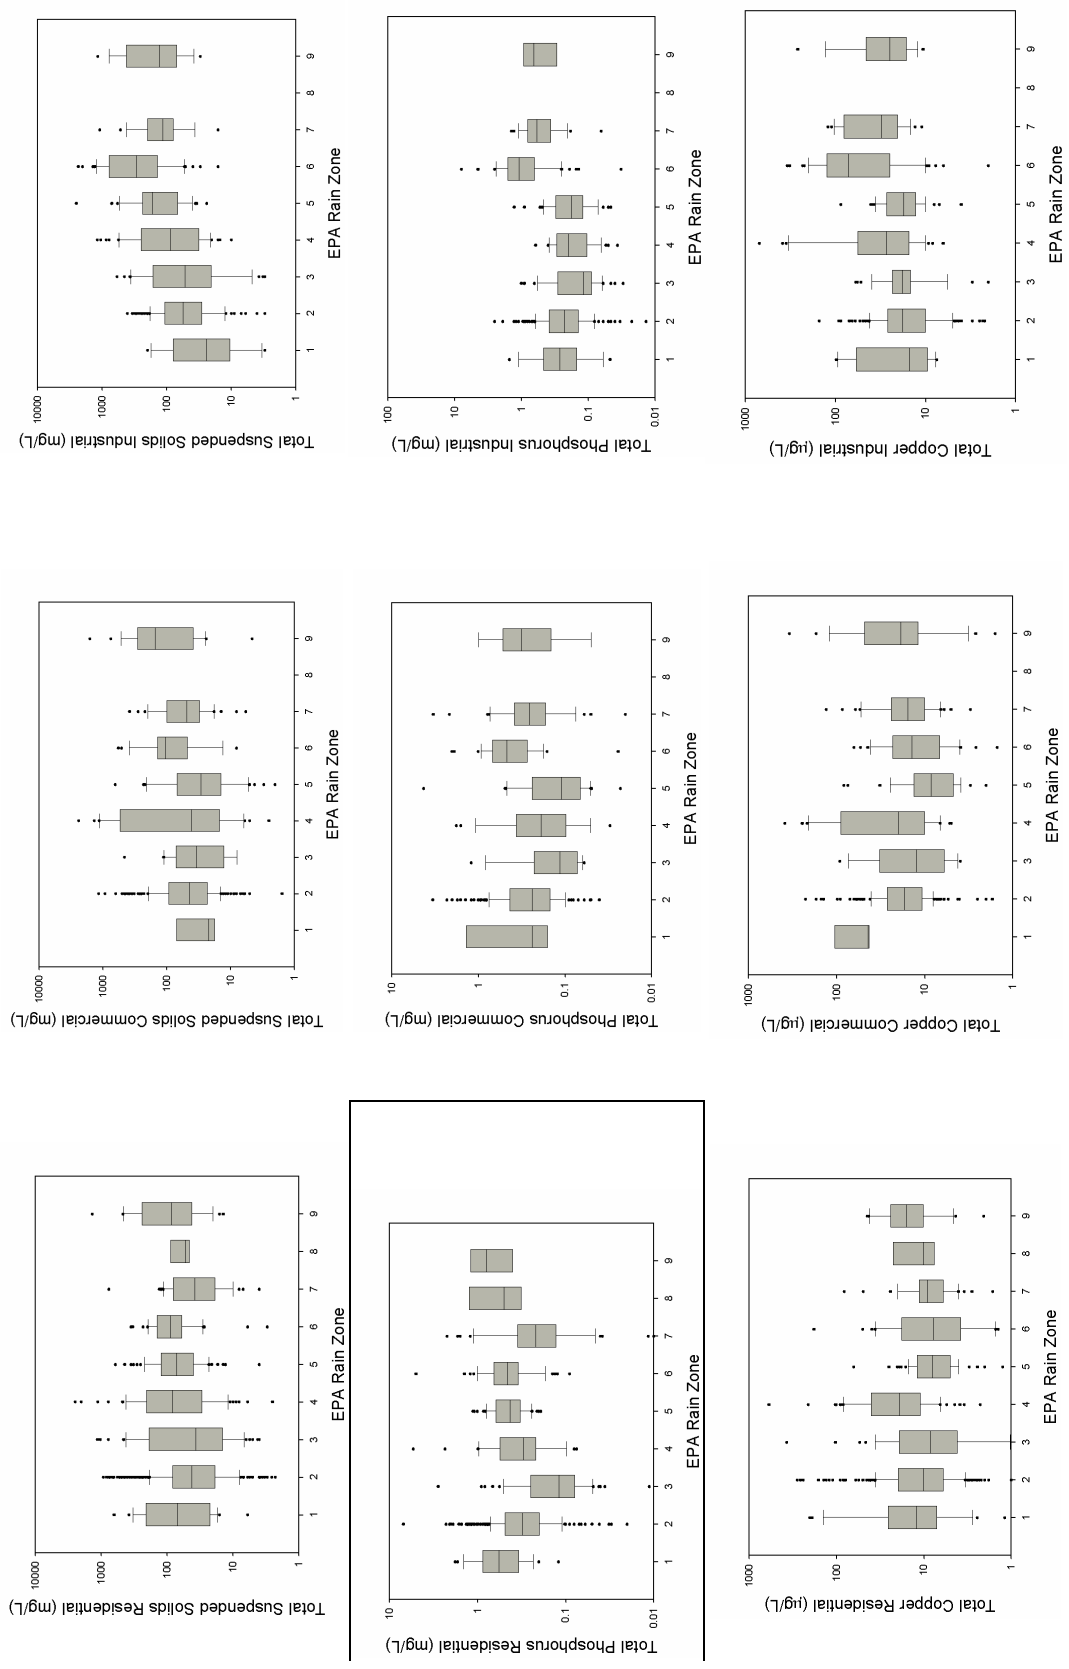 Total Suspended Solids Residential (mg/L)
10000
1000
100
10
1
1 2 3 4 5 6 7 8 9
EPA Rain Zone
Total Suspended Solids Commercial (mg/L)
10000
1000
100
10
1
1 2 3 4 5 6 7 8 9
EPA Rain Zone
Total Suspended Solids Industrial (mg/L)
10000
1000
100
10
1
1 2 3 4 5 6 7 8 9
EPA Rain Zone
Total Phosphorus Residential (mg/L)
10
1
0.1
0.01
1 2 3 4 5 6 7 8 9
EPA Rain Zone
Total Phosphorus Commercial (mg/L)
10
1
0.1
0.01
1 2 3 4 5 6 7 8 9
EPA Rain Zone
Total Phosphorus Industrial (mg/L)
100
10
1
0.1
0.01
1 2 3 4 5 6 7 8 9
EPA Rain Zone
Total Copper Residential (µg/L)
1000
100
10
1
1 2 3 4 5 6 7 8 9
EPA Rain Zone
Total Copper Commercial (µg/L)
1000
100
10
1
1 2 3 4 5 6 7 8 9
EPA Rain Zone
Total Copper Industrial (µg/L)
1000
100
10
1
1 2 3 4 5 6 7 8 9
EPA Rain Zone